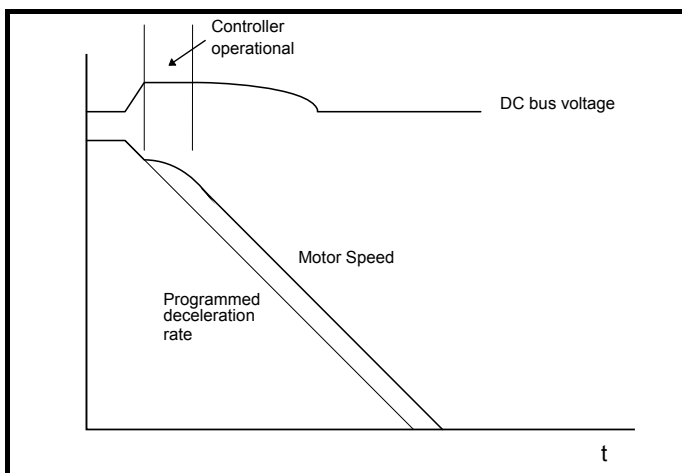 Controller
operational
DC bus voltage
Motor Speed
Programmed
deceleration
rate
t